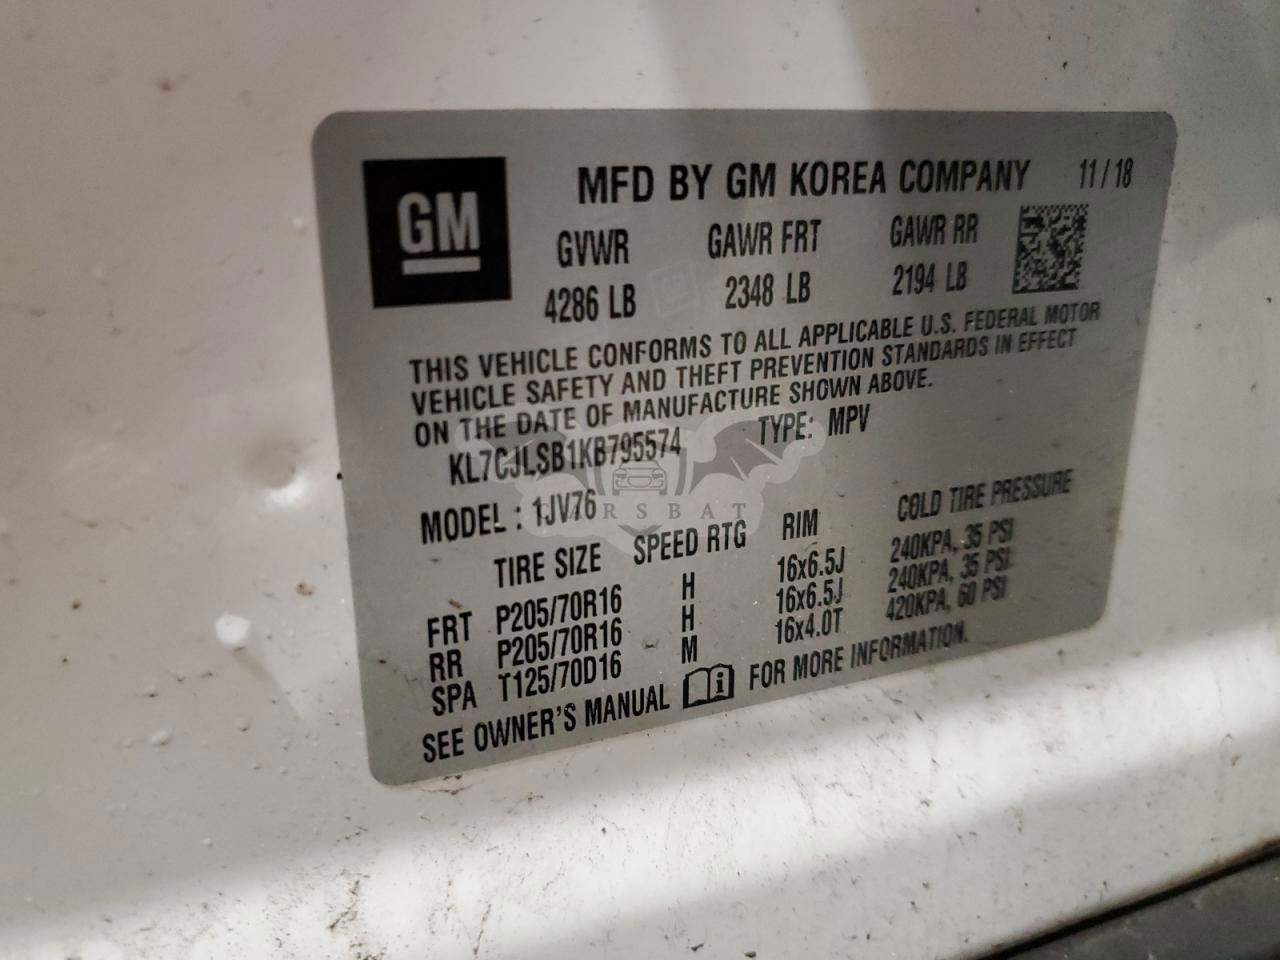 GM
MFD BY GM KOREA COMPANY 11/18
GVWR GAWR FRT GAWR RR
4286 LB 2348 LB 2194 LB
THIS VEHICLE CONFORMS TO ALL APPLICABLE U.S. FEDERAL MOTOR
VEHICLE SAFETY AND THEFT PREVENTION STANDARDS IN EFFECT
ON THE DATE OF MANUFACTURE SHOWN ABOVE.
KL7CJLSB1KB795574 TYPE: MPV
MODEL : 1JV76
CARSBAT
TIRE SIZE SPEED RTG RIM COLD TIRE PRESSURE
FRT P205/70R16 H 16x6.5J 240KPA, 35 PSI
RR P205/70R16 H 16x6.5J 240KPA, 35 PSI
SPA T125/70D16 M 16x4.0T 420KPA, 60 PSI
SEE OWNER'S MANUAL i FOR MORE INFORMATION.